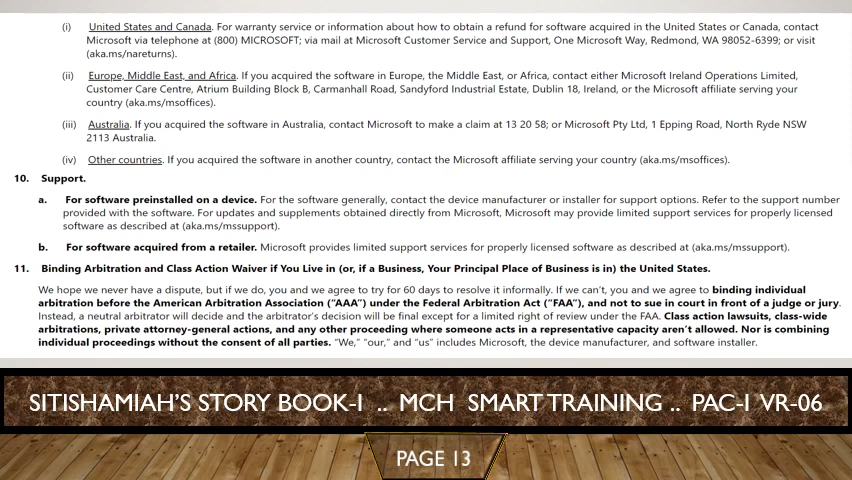 (i) United States and Canada. For warranty service or information about how to obtain a refund for software acquired in the United States or Canada, contact
Microsoft via telephone at (800) MICROSOFT; via mail at Microsoft Customer Service and Support, One Microsoft Way, Redmond, WA 98052-6399; or visit
(aka.ms/nareturns).
(ii) Europe, Middle East, and Africa. If you acquired the software in Europe, the Middle East, or Africa, contact either Microsoft Ireland Operations Limited,
Customer Care Centre, Atrium Building Block B, Carmanhall Road, Sandyford Industrial Estate, Dublin 18, Ireland, or the Microsoft affiliate serving your
country (aka.ms/msoffices).
(iii) Australia. If you acquired the software in Australia, contact Microsoft to make a claim at 13 20 58; or Microsoft Pty Ltd, 1 Epping Road, North Ryde NSW
2113 Australia.
(iv) Other countries. If you acquired the software in another country, contact the Microsoft affiliate serving your country (aka.ms/msoffices).
10. Support.
a. For software preinstalled on a device. For the software generally, contact the device manufacturer or installer for support options. Refer to the support number
provided with the software. For updates and supplements obtained directly from Microsoft, Microsoft may provide limited support services for properly licensed
software as described at (aka.ms/mssupport).
b. For software acquired from a retailer. Microsoft provides limited support services for properly licensed software as described at (aka.ms/mssupport).
11. Binding Arbitration and Class Action Waiver if You Live in (or, if a Business, Your Principal Place of Business is in) the United States.
We hope we never have a dispute, but if we do, you and we agree to try for 60 days to resolve it informally. If we can't, you and we agree to binding individual
arbitration before the American Arbitration Association ("AAA") under the Federal Arbitration Act ("FAA"), and not to sue in court in front of a judge or jury.
Instead, a neutral arbitrator will decide and the arbitrator's decision will be final except for a limited right of review under the FAA. Class action lawsuits, class-wide
arbitrations, private attorney-general actions, and any other proceeding where someone acts in a representative capacity aren't allowed. Nor is combining
individual proceedings without the consent of all parties. "We," "our," and "us" includes Microsoft, the device manufacturer, and software installer.
SITISHAMIAH'S STORY BOOK-I .. MCH SMART TRAINING .. PAC-I VR-06
PAGE 13